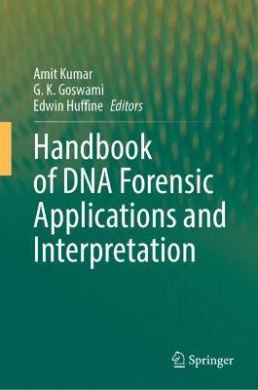 Amit Kumar
G. K. Goswami
Edwin Huffine Editors
Handbook
of DNA Forensic
Applications and
Interpretation
Springer